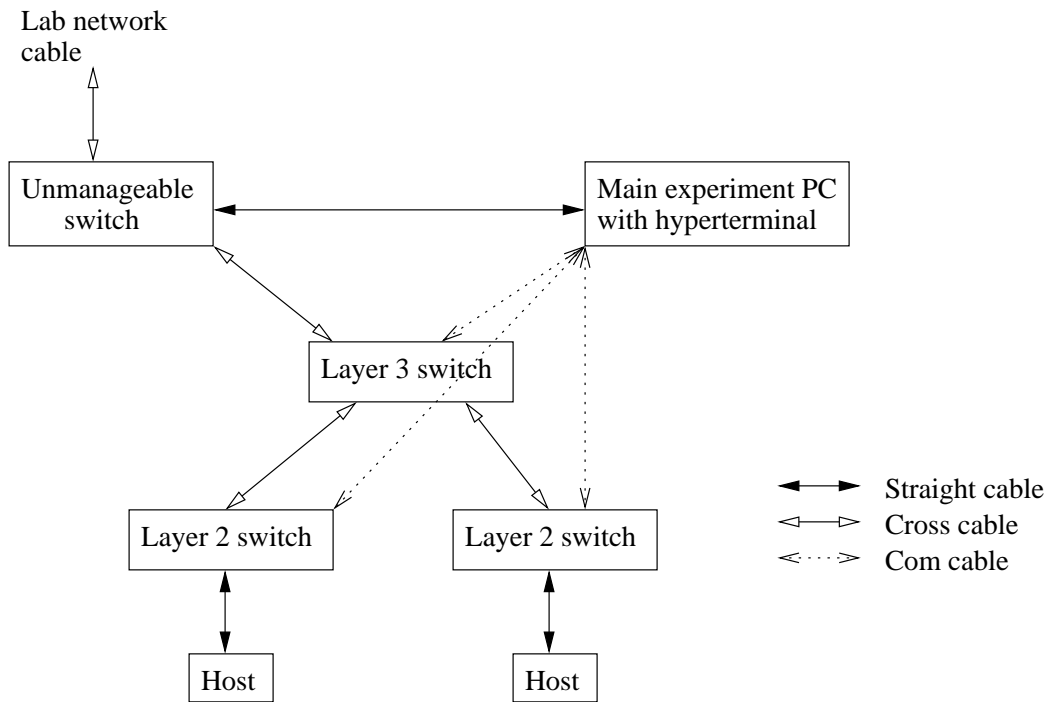 Lab network
cable
Unmanageable
switch
Main experiment PC
with hyperterminal
Layer 3 switch
Layer 2 switch
Layer 2 switch
Host
Host
Straight cable
Cross cable
Com cable